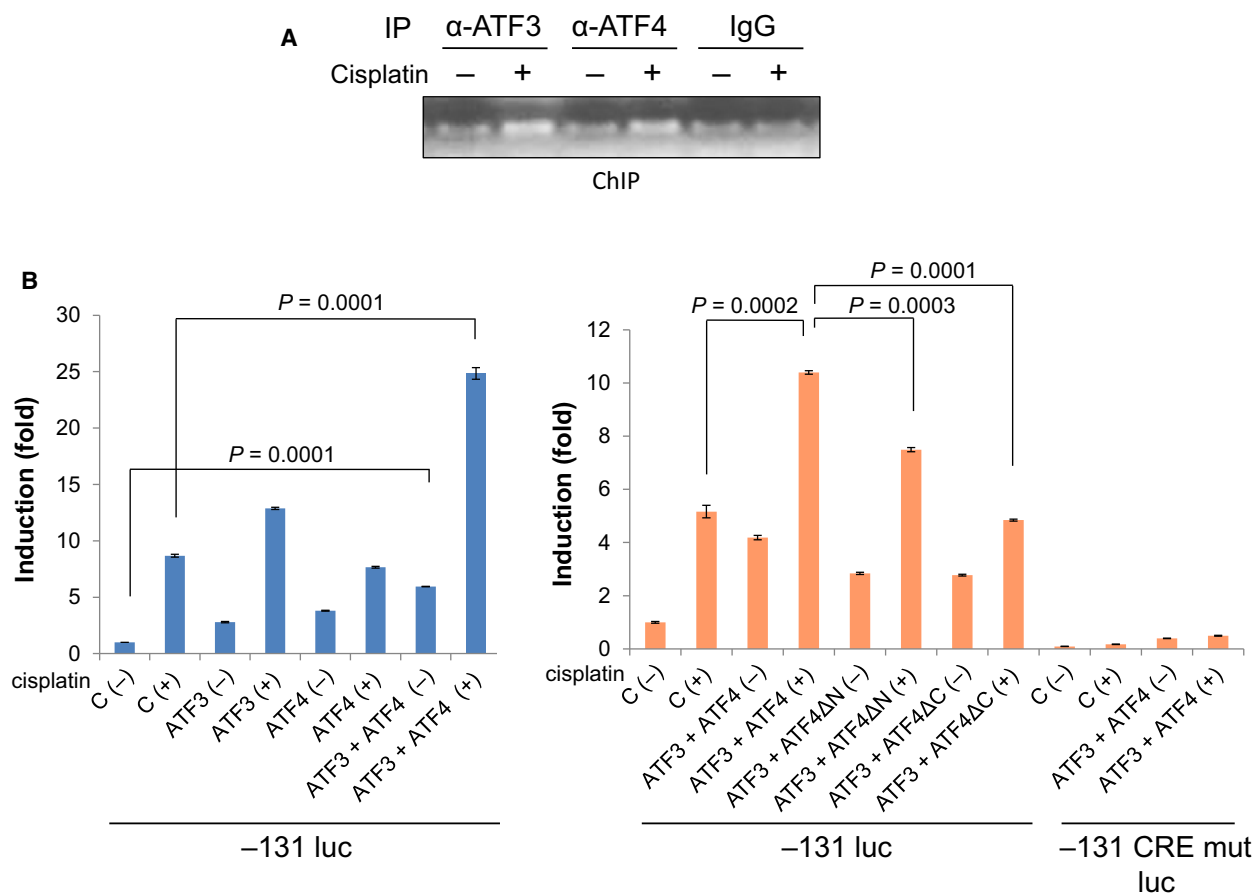 A
IP α-ATF3 α-ATF4 IgG
Cisplatin – + – + – +
ChIP
B
P = 0.0001
P = 0.0001
30
25
20
15
10
5
0
Induction (fold)
cisplatin
C (–) C (+) ATF3 (–) ATF3 (+) ATF4 (–) ATF4 (+) ATF3 + ATF4 (–) ATF3 + ATF4 (+)
–131 luc
P = 0.0001
P = 0.0002 P = 0.0003
12
10
8
6
4
2
0
Induction (fold)
cisplatin
C (–) C (+) ATF3 + ATF4 (–) ATF3 + ATF4 (+) ATF3 + ATF4ΔN (–) ATF3 + ATF4ΔN (+) ATF3 + ATF4ΔC (–) ATF3 + ATF4ΔC (+) C (–) C (+) ATF3 + ATF4 (–) ATF3 + ATF4 (+)
–131 luc –131 CRE mut
luc